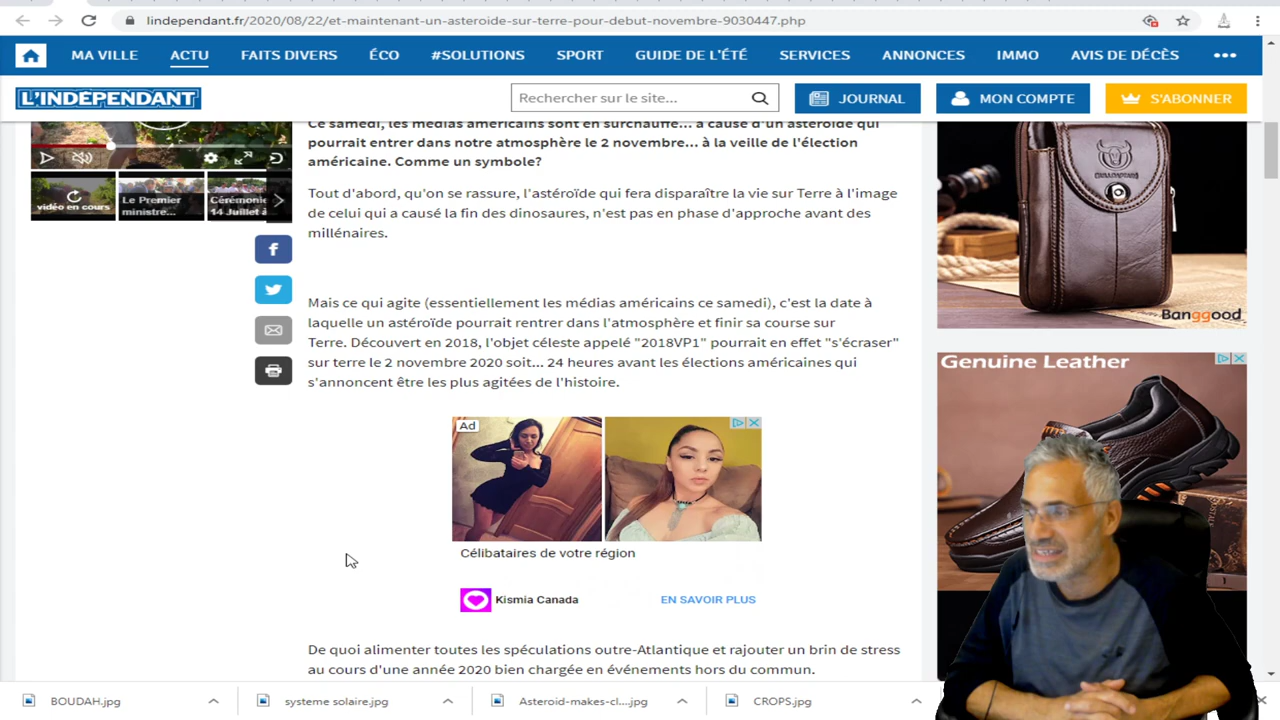 lindependant.fr/2020/08/22/et-maintenant-un-asteroide-sur-terre-pour-debut-novembre-9030447.php
MA VILLE ACTU FAITS DIVERS ÉCO #SOLUTIONS SPORT GUIDE DE L'ÉTÉ SERVICES ANNONCES IMMO AVIS DE DÉCÈS
L'INDÉPENDANT Rechercher sur le site... JOURNAL MON COMPTE S'ABONNER
Ce samedi, les médias américains sont en surchauffe... à cause d'un astéroïde qui
pourrait entrer dans notre atmosphère le 2 novembre... à la veille de l'élection
américaine. Comme un symbole?
vidéo en cours
Le Premier
ministre...
Cérémonie
14 Juillet à
Tout d'abord, qu'on se rassure, l'astéroïde qui fera disparaître la vie sur Terre à l'image
de celui qui a causé la fin des dinosaures, n'est pas en phase d'approche avant des
millénaires.
Mais ce qui agite (essentiellement les médias américains ce samedi), c'est la date à
laquelle un astéroïde pourrait rentrer dans l'atmosphère et finir sa course sur
Terre. Découvert en 2018, l'objet céleste appelé "2018VP1" pourrait en effet "s'écraser"
sur terre le 2 novembre 2020 soit... 24 heures avant les élections américaines qui
s'annoncent être les plus agitées de l'histoire.
Ad
Célibataires de votre région
Kismia Canada EN SAVOIR PLUS
De quoi alimenter toutes les spéculations outre-Atlantique et rajouter un brin de stress
au cours d'une année 2020 bien chargée en événements hors du commun.
Banggood
Genuine Leather
BOUDAH.jpg systeme solaire.jpg Asteroid-makes-cl....jpg CROPS.jpg